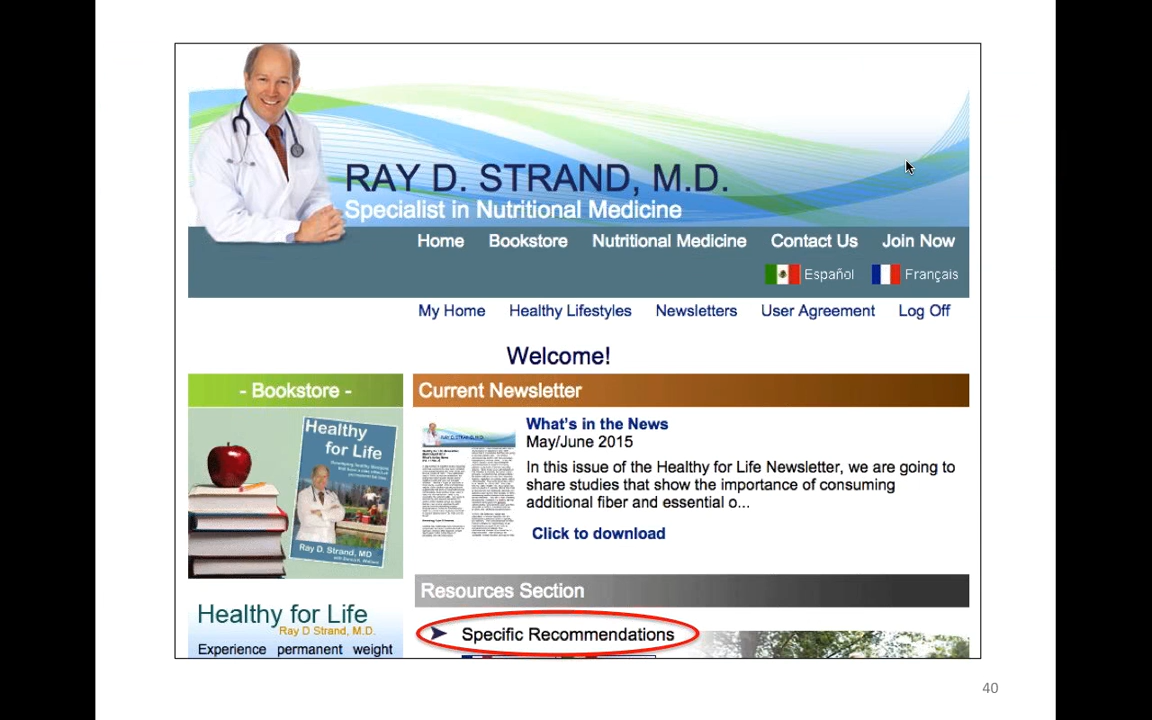 RAY D. STRAND, M.D.
Specialist in Nutritional Medicine
Home Bookstore Nutritional Medicine Contact Us Join Now
Español Français
My Home Healthy Lifestyles Newsletters User Agreement Log Off
Welcome!
- Bookstore -
Healthy
for Life
Ray D. Strand, MD
Healthy for Life
Ray D Strand, M.D.
Experience permanent weight
Current Newsletter
What's in the News
May/June 2015
In this issue of the Healthy for Life Newsletter, we are going to
share studies that show the importance of consuming
additional fiber and essential o...
Click to download
Resources Section
Specific Recommendations
40